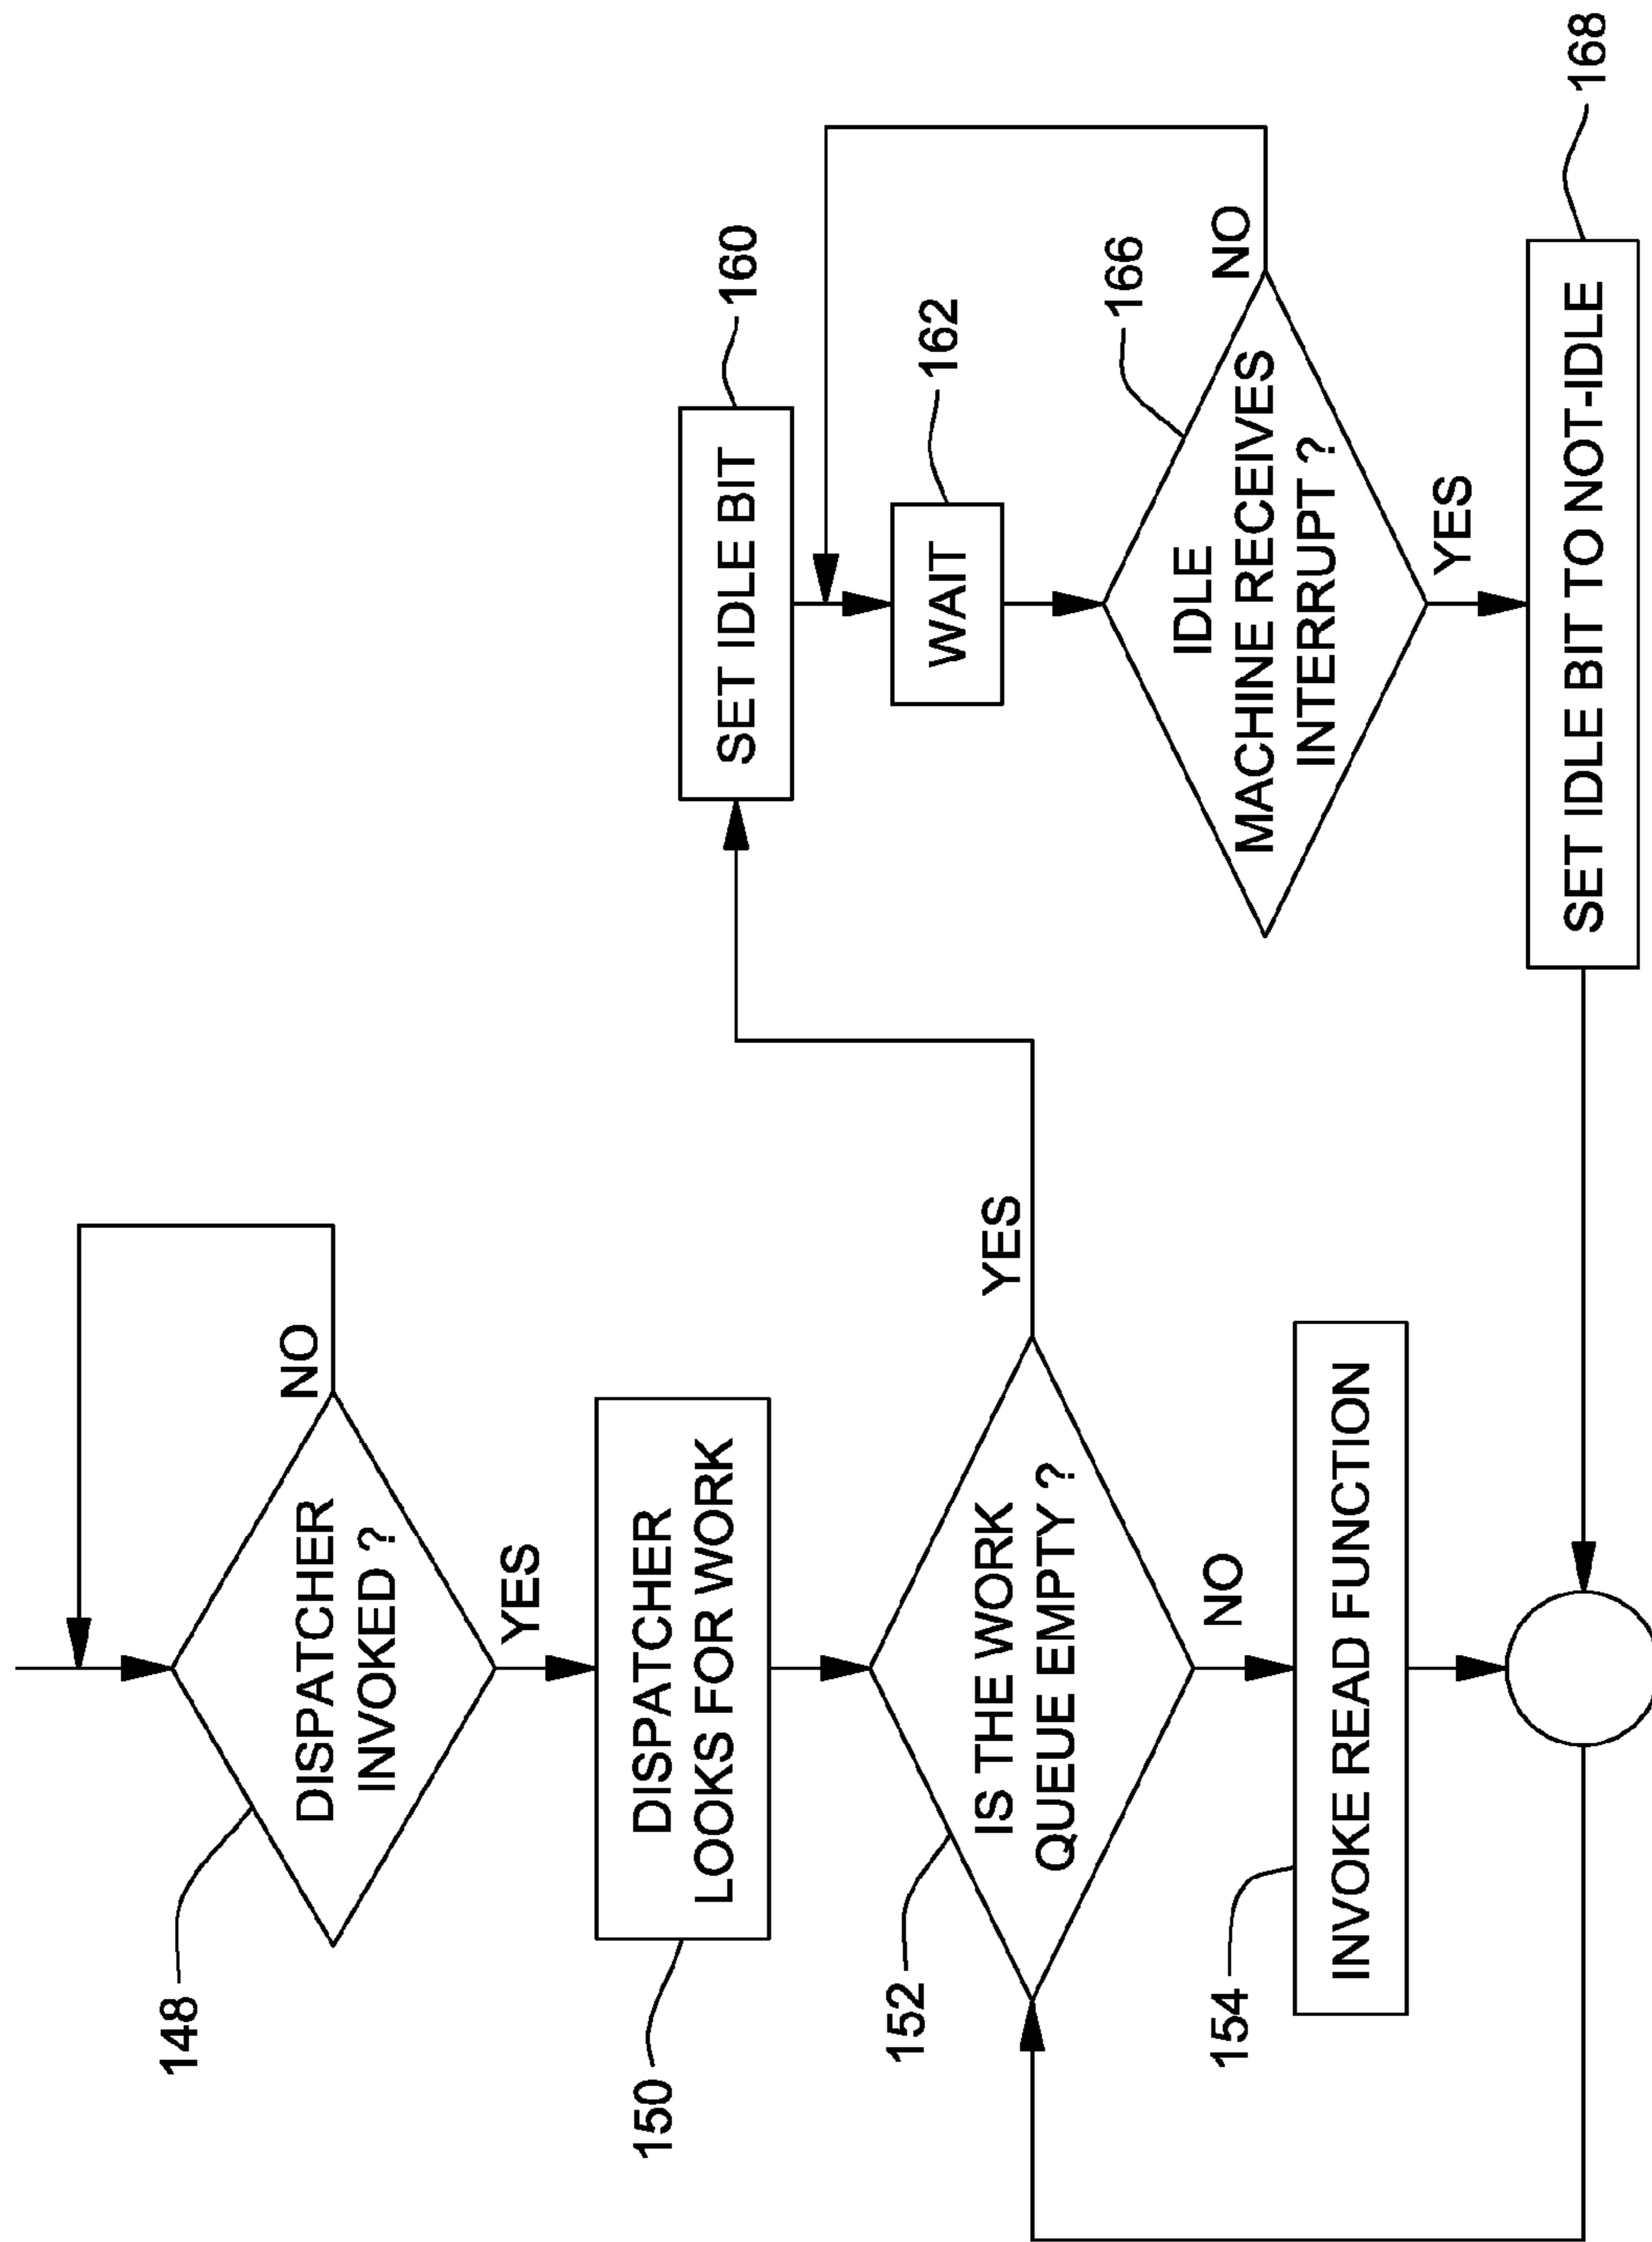 148
DISPATCHER
INVOKED ?
NO
YES
150
DISPATCHER
LOOKS FOR WORK
152
IS THE WORK
QUEUE EMPTY ?
YES
NO
154
INVOKE READ FUNCTION
SET IDLE BIT
160
WAIT
162
IDLE
MACHINE RECEIVES
INTERRUPT ?
166
NO
YES
SET IDLE BIT TO NOT-IDLE
168